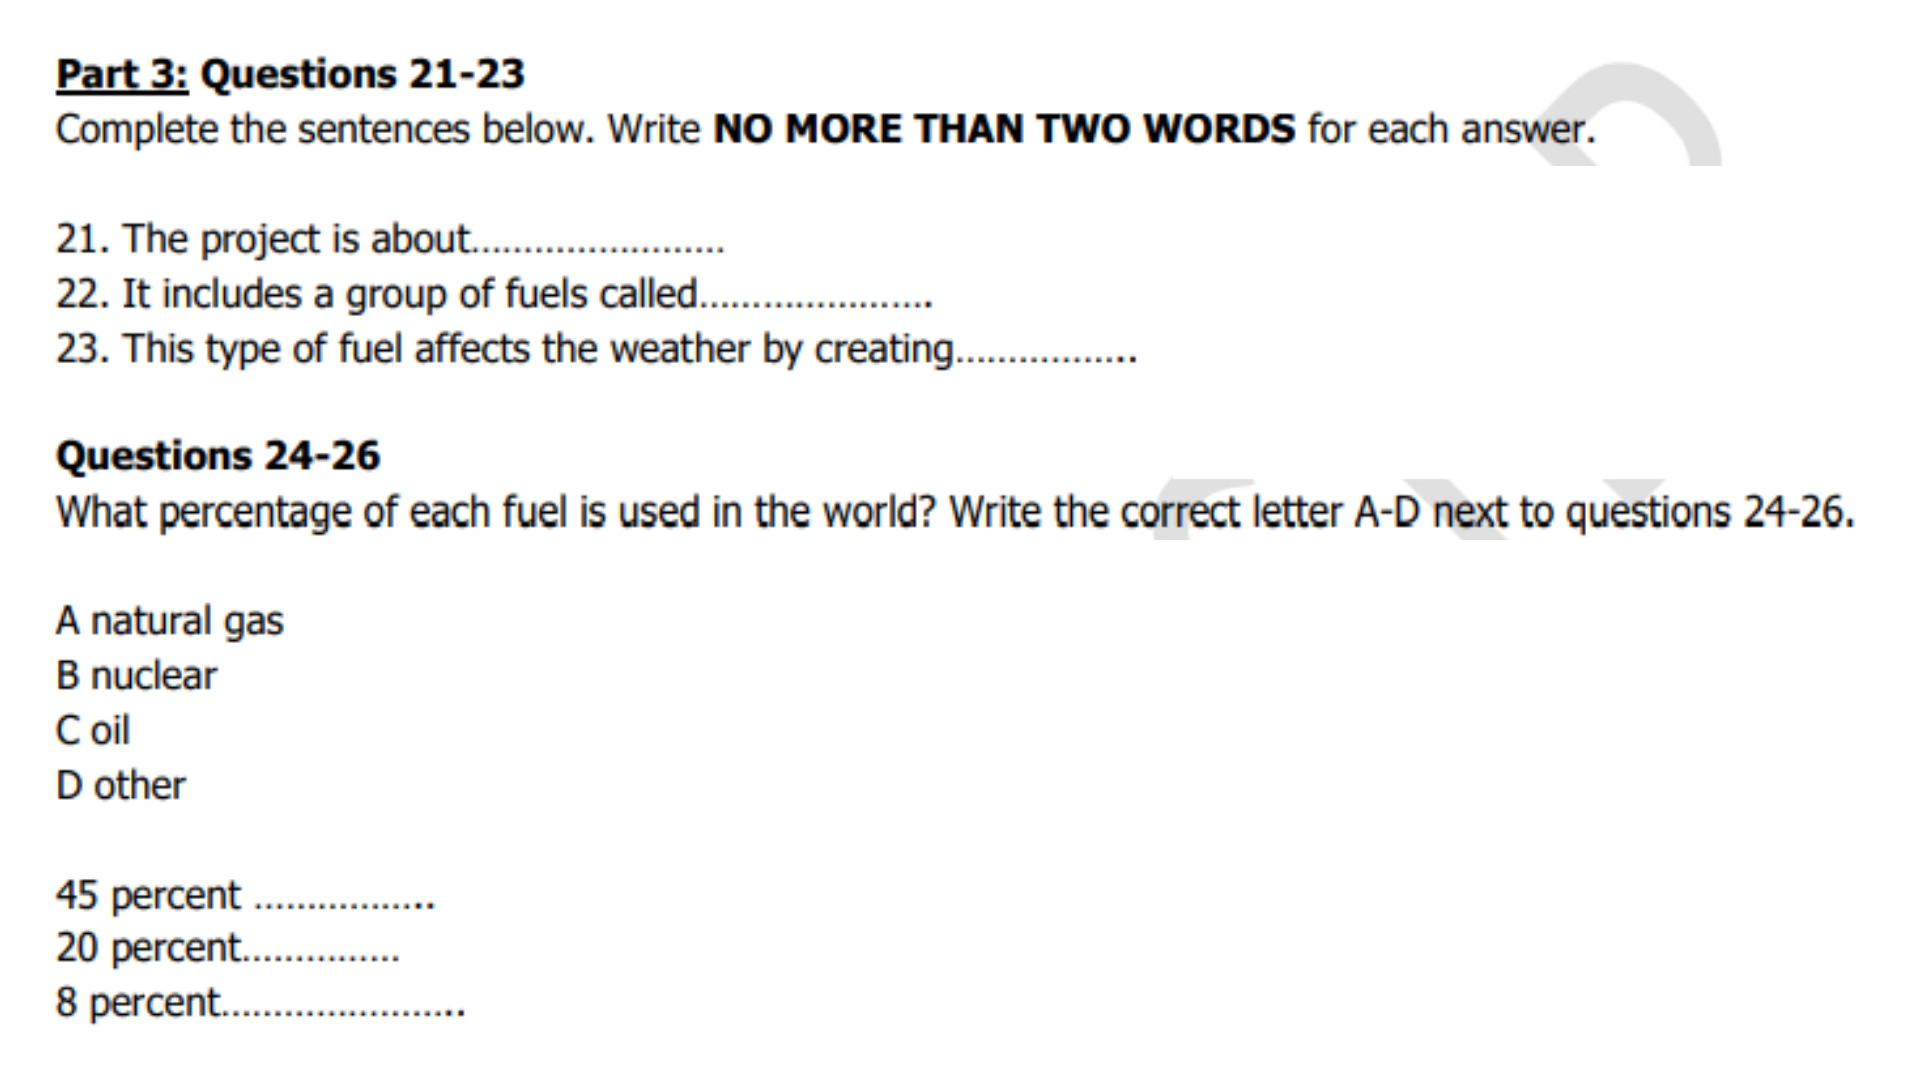 Part 3: Questions 21-23
Complete the sentences below. Write NO MORE THAN TWO WORDS for each answer.
21. The project is about........................
22. It includes a group of fuels called......................
23. This type of fuel affects the weather by creating.................
Questions 24-26
What percentage of each fuel is used in the world? Write the correct letter A-D next to questions 24-26.
A natural gas
B nuclear
C oil
D other
45 percent .................
20 percent...............
8 percent.......................